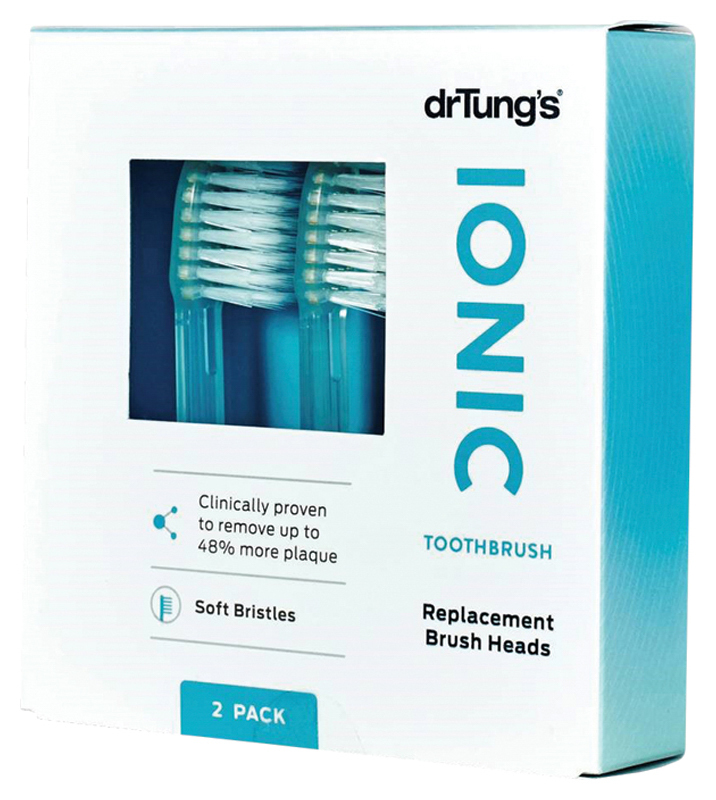 drTung's®
IONIC
TOOTHBRUSH
Replacement
Brush Heads
Clinically proven
to remove up to
48% more plaque
Soft Bristles
2 PACK